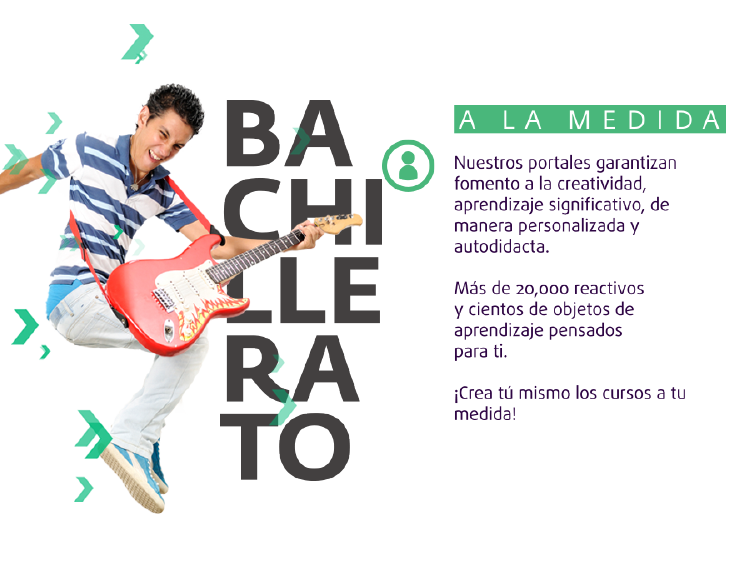 BA
CHI
LLE
RA
TO
A LA MEDIDA
Nuestros portales garantizan
fomento a la creatividad,
aprendizaje significativo, de
manera personalizada y
autodidacta.
Más de 20,000 reactivos
y cientos de objetos de
aprendizaje pensados
para ti.
¡Crea tú mismo los cursos a tu
medida!